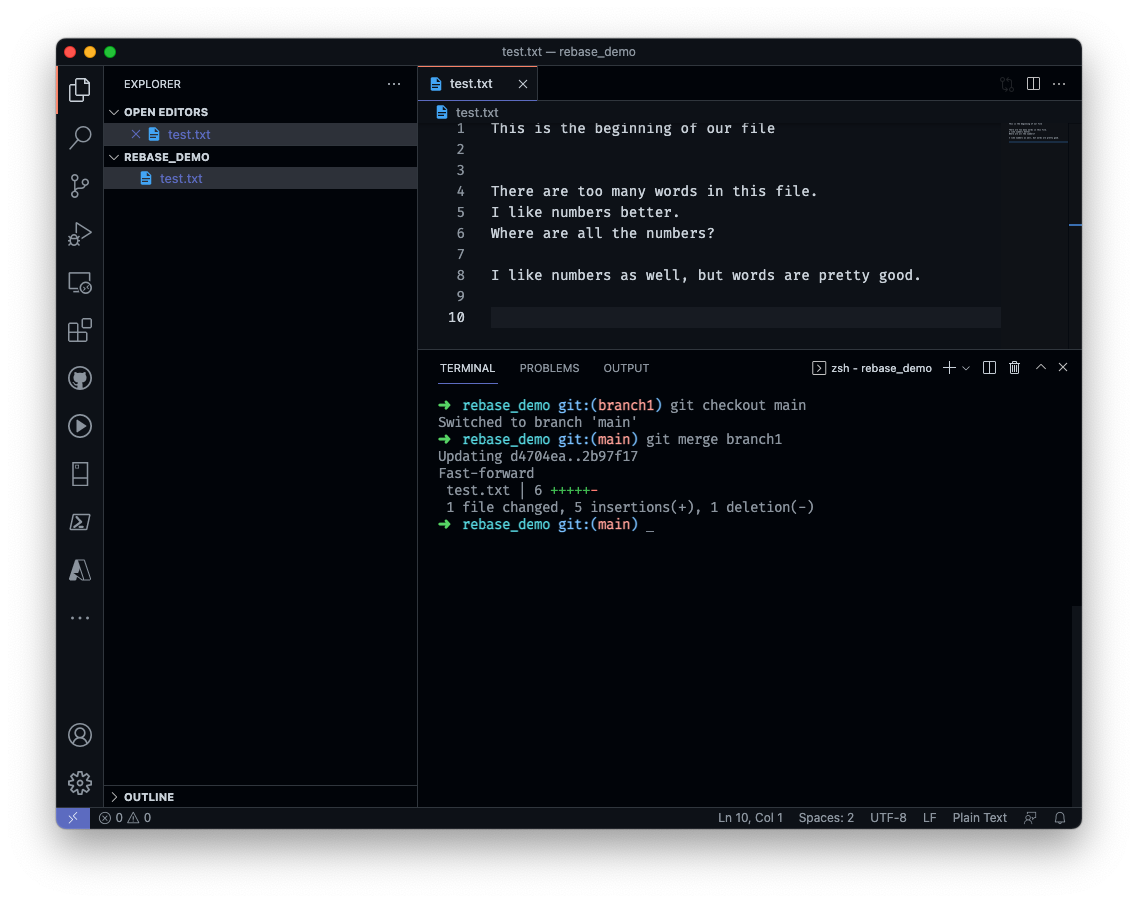 test.txt — rebase_demo
EXPLORER
OPEN EDITORS
test.txt
REBASE_DEMO
test.txt
OUTLINE
test.txt
test.txt
1 This is the beginning of our file
2
3
4 There are too many words in this file.
5 I like numbers better.
6 Where are all the numbers?
7
8 I like numbers as well, but words are pretty good.
9
10
TERMINAL PROBLEMS OUTPUT zsh - rebase_demo
➜ rebase_demo git:(branch1) git checkout main
Switched to branch 'main'
➜ rebase_demo git:(main) git merge branch1
Updating d4704ea..2b97f17
Fast-forward
test.txt | 6 +++++-
1 file changed, 5 insertions(+), 1 deletion(-)
➜ rebase_demo git:(main) _
0 0 Ln 10, Col 1 Spaces: 2 UTF-8 LF Plain Text